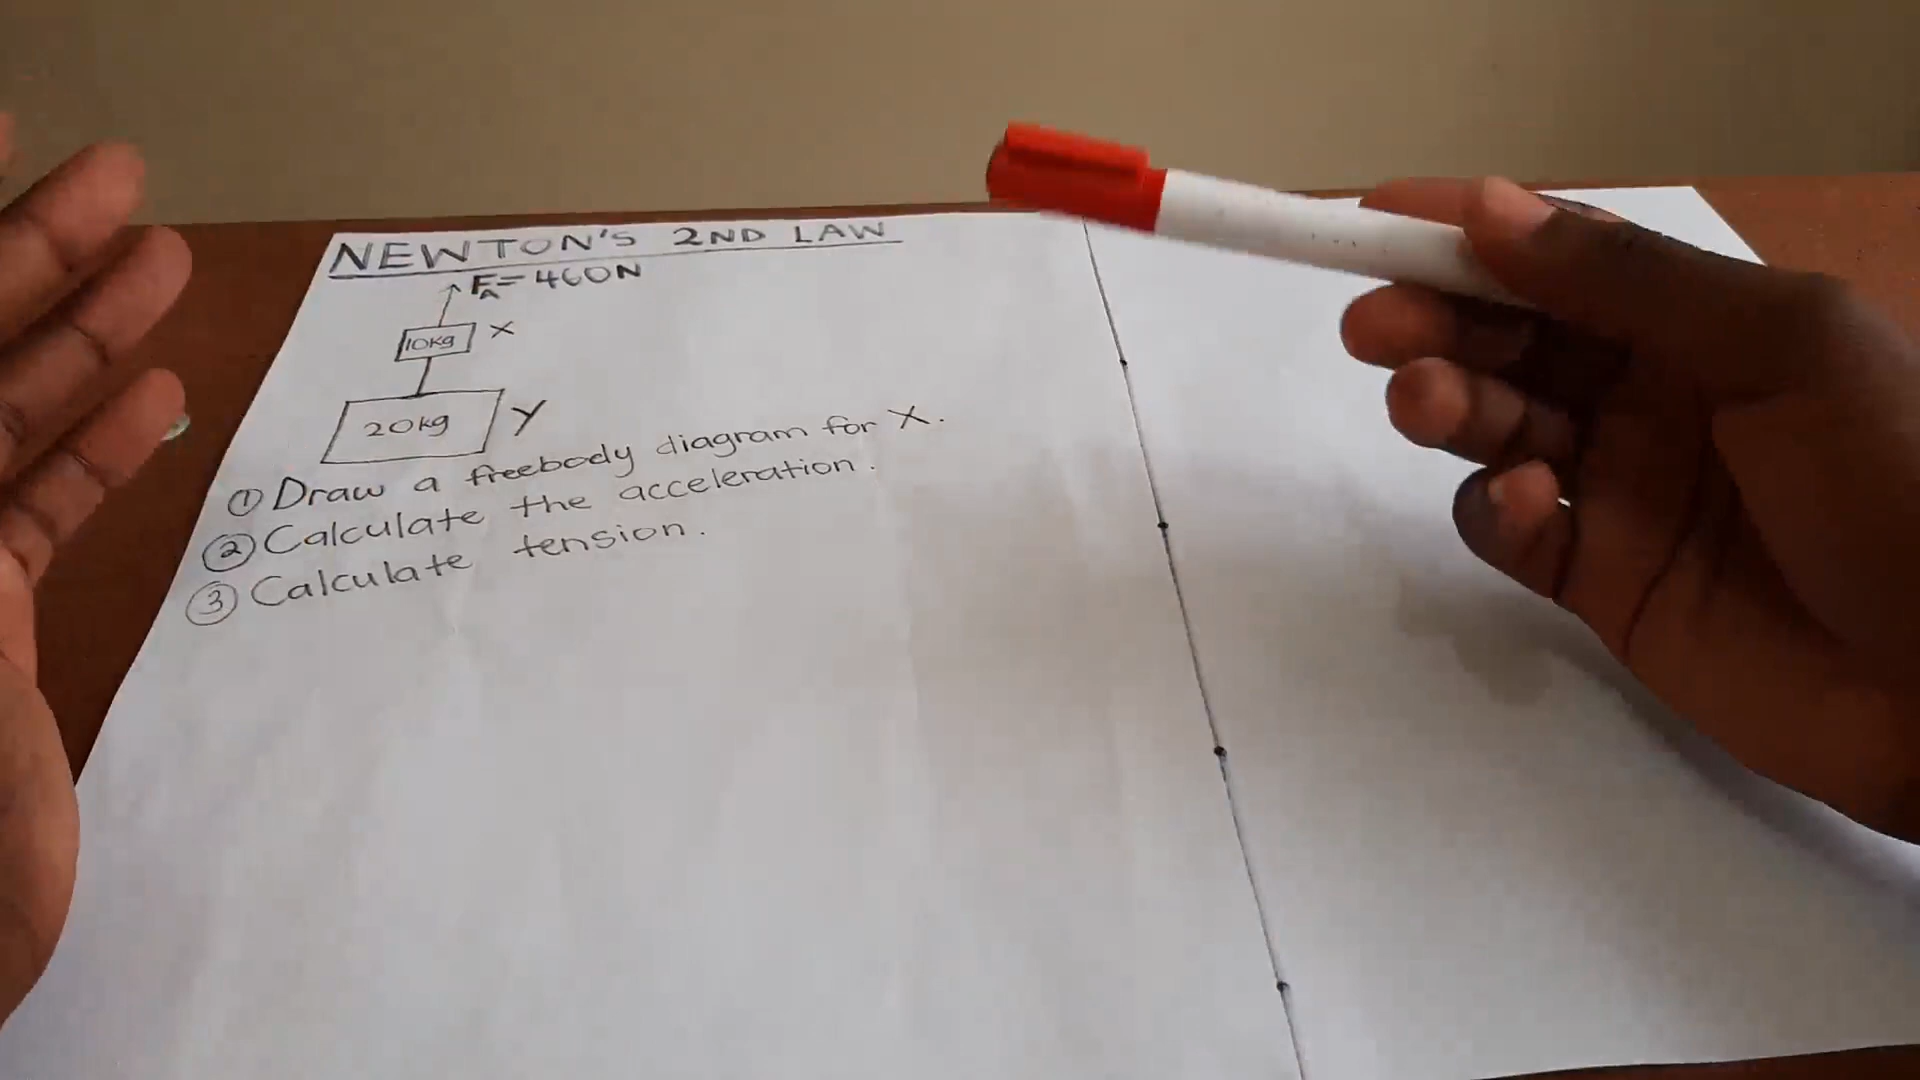 NEWTON'S 2ND LAW
FA = 460N
10kg X
20kg Y
① Draw a freebody diagram for X.
② Calculate the acceleration.
③ Calculate tension.